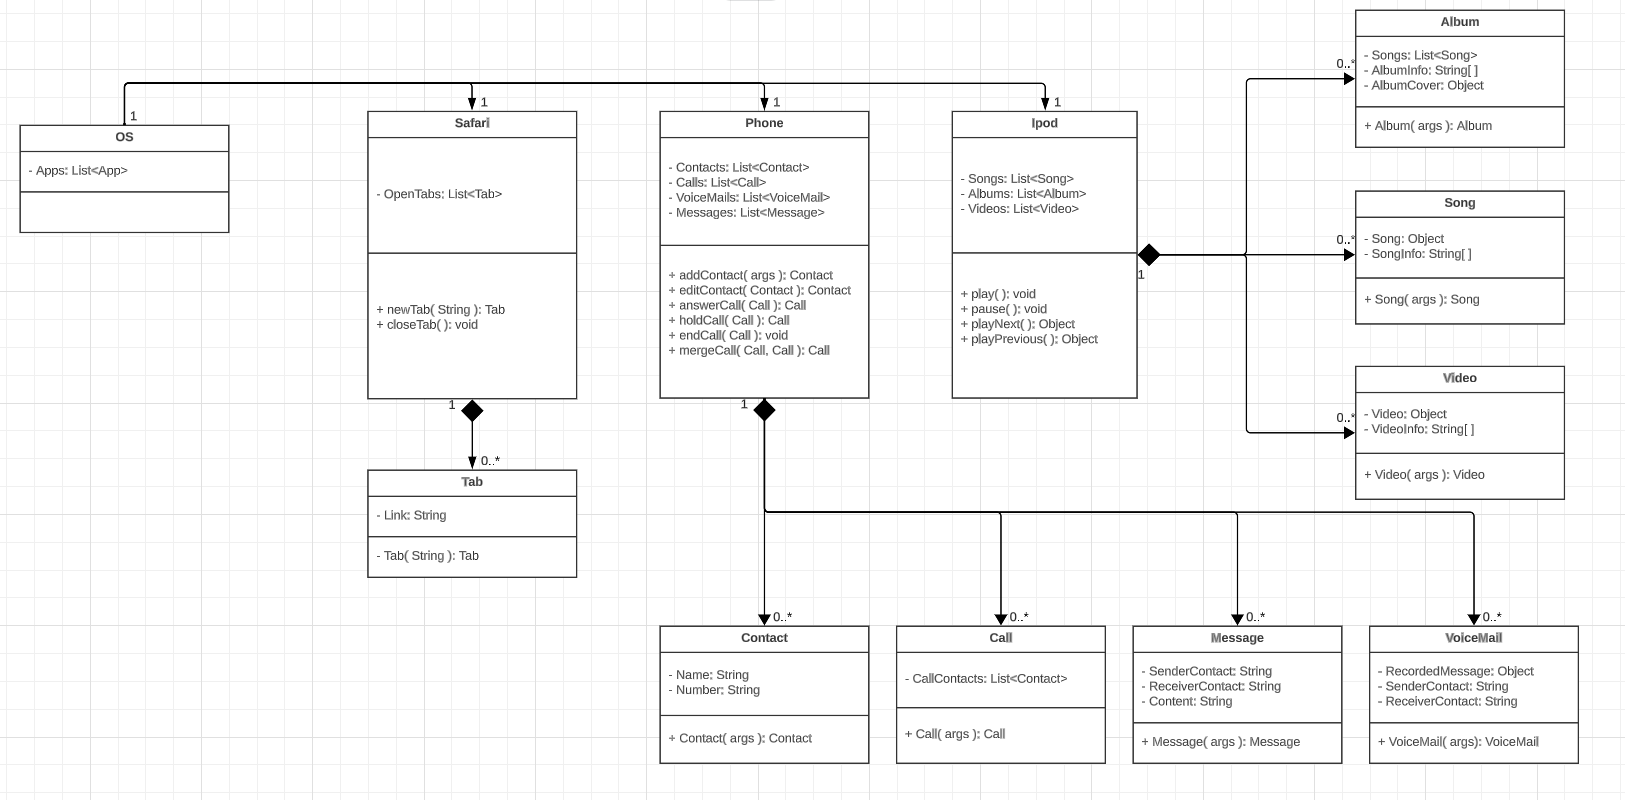 1
OS
- Apps: List<App>
1
Safari
- OpenTabs: List<Tab>
+ newTab( String ): Tab
+ closeTab( ): void
1
0..*
Tab
- Link: String
- Tab( String ): Tab
1
Phone
- Contacts: List<Contact>
- Calls: List<Call>
- VoiceMails: List<VoiceMail>
- Messages: List<Message>
+ addContact( args ): Contact
+ editContact( Contact ): Contact
+ answerCall( Call ): Call
+ holdCall( Call ): Call
+ endCall( Call ): void
+ mergeCall( Call, Call ): Call
1
1
Ipod
- Songs: List<Song>
- Albums: List<Album>
- Videos: List<Video>
+ play( ): void
+ pause( ): void
+ playNext( ): Object
+ playPrevious( ): Object
1
0..*
Album
- Songs: List<Song>
- AlbumInfo: String[ ]
- AlbumCover: Object
+ Album( args ): Album
0..*
Song
- Song: Object
- SongInfo: String[ ]
+ Song( args ): Song
0..*
Video
- Video: Object
- VideoInfo: String[ ]
+ Video( args ): Video
0..*
Contact
- Name: String
- Number: String
+ Contact( args ): Contact
0..*
Call
- CallContacts: List<Contact>
+ Call( args ): Call
0..*
Message
- SenderContact: String
- ReceiverContact: String
- Content: String
+ Message( args ): Message
0..*
VoiceMail
- RecordedMessage: Object
- SenderContact: String
- ReceiverContact: String
+ VoiceMail( args): VoiceMail